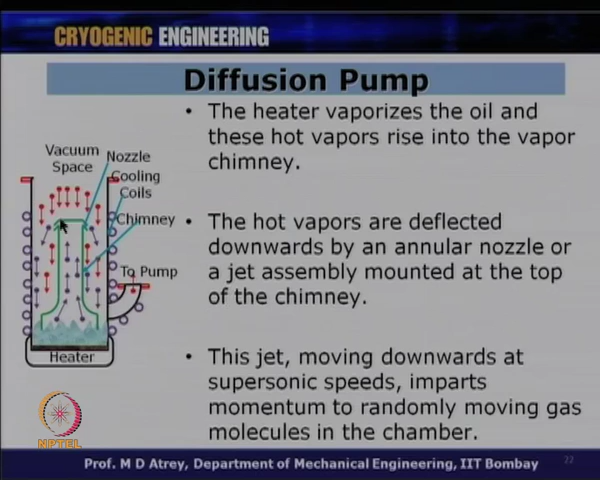 CRYOGENIC ENGINEERING
Diffusion Pump
• The heater vaporizes the oil and
these hot vapors rise into the vapor
chimney.
• The hot vapors are deflected
downwards by an annular nozzle or
a jet assembly mounted at the top
of the chimney.
• This jet, moving downwards at
supersonic speeds, imparts
momentum to randomly moving gas
molecules in the chamber.
Vacuum
Space
Nozzle
Cooling
Coils
Chimney
To Pump
Heater
NPTEL
Prof. M D Atrey, Department of Mechanical Engineering, IIT Bombay
22